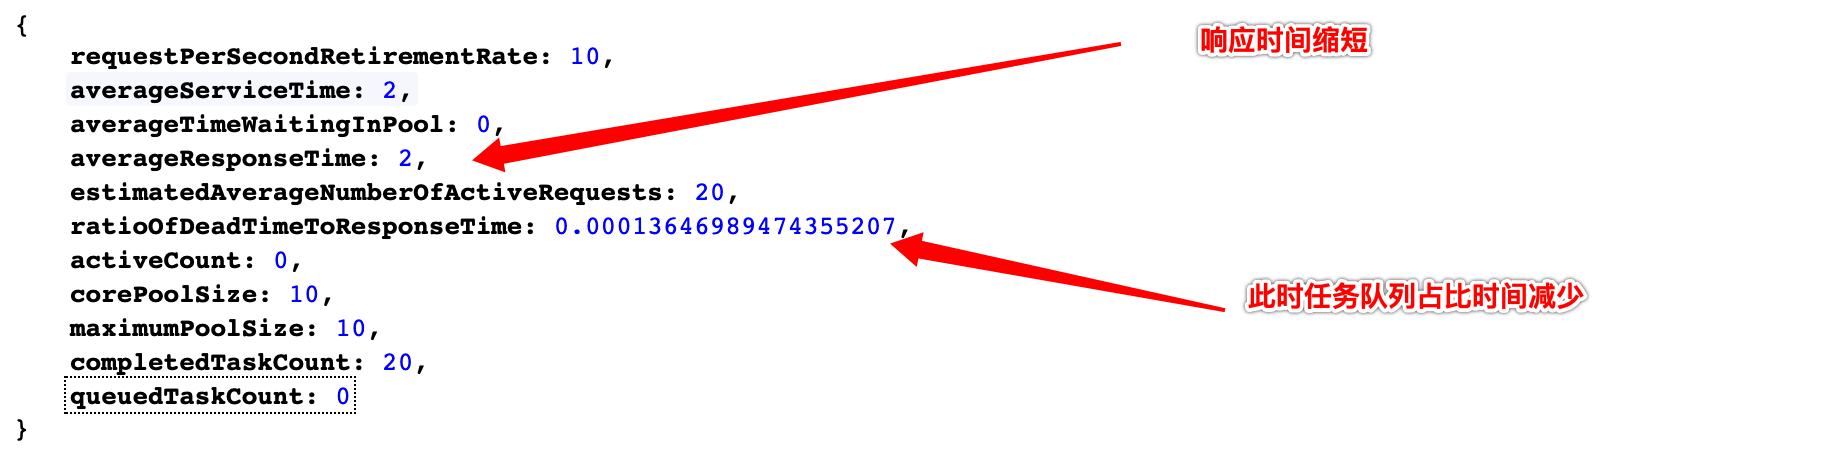 {
requestPerSecondRetirementRate: 10,
响应时间缩短
averageServiceTime: 2,
averageTimeWaitingInPool: 0,
averageResponseTime: 2,
estimatedAverageNumberOfActiveRequests: 20,
ratioOfDeadTimeToResponseTime: 0.00013646989474355207,
activeCount: 0,
corePoolSize: 10,
此时任务队列占比时间减少
maximumPoolSize: 10,
completedTaskCount: 20,
queuedTaskCount: 0
}